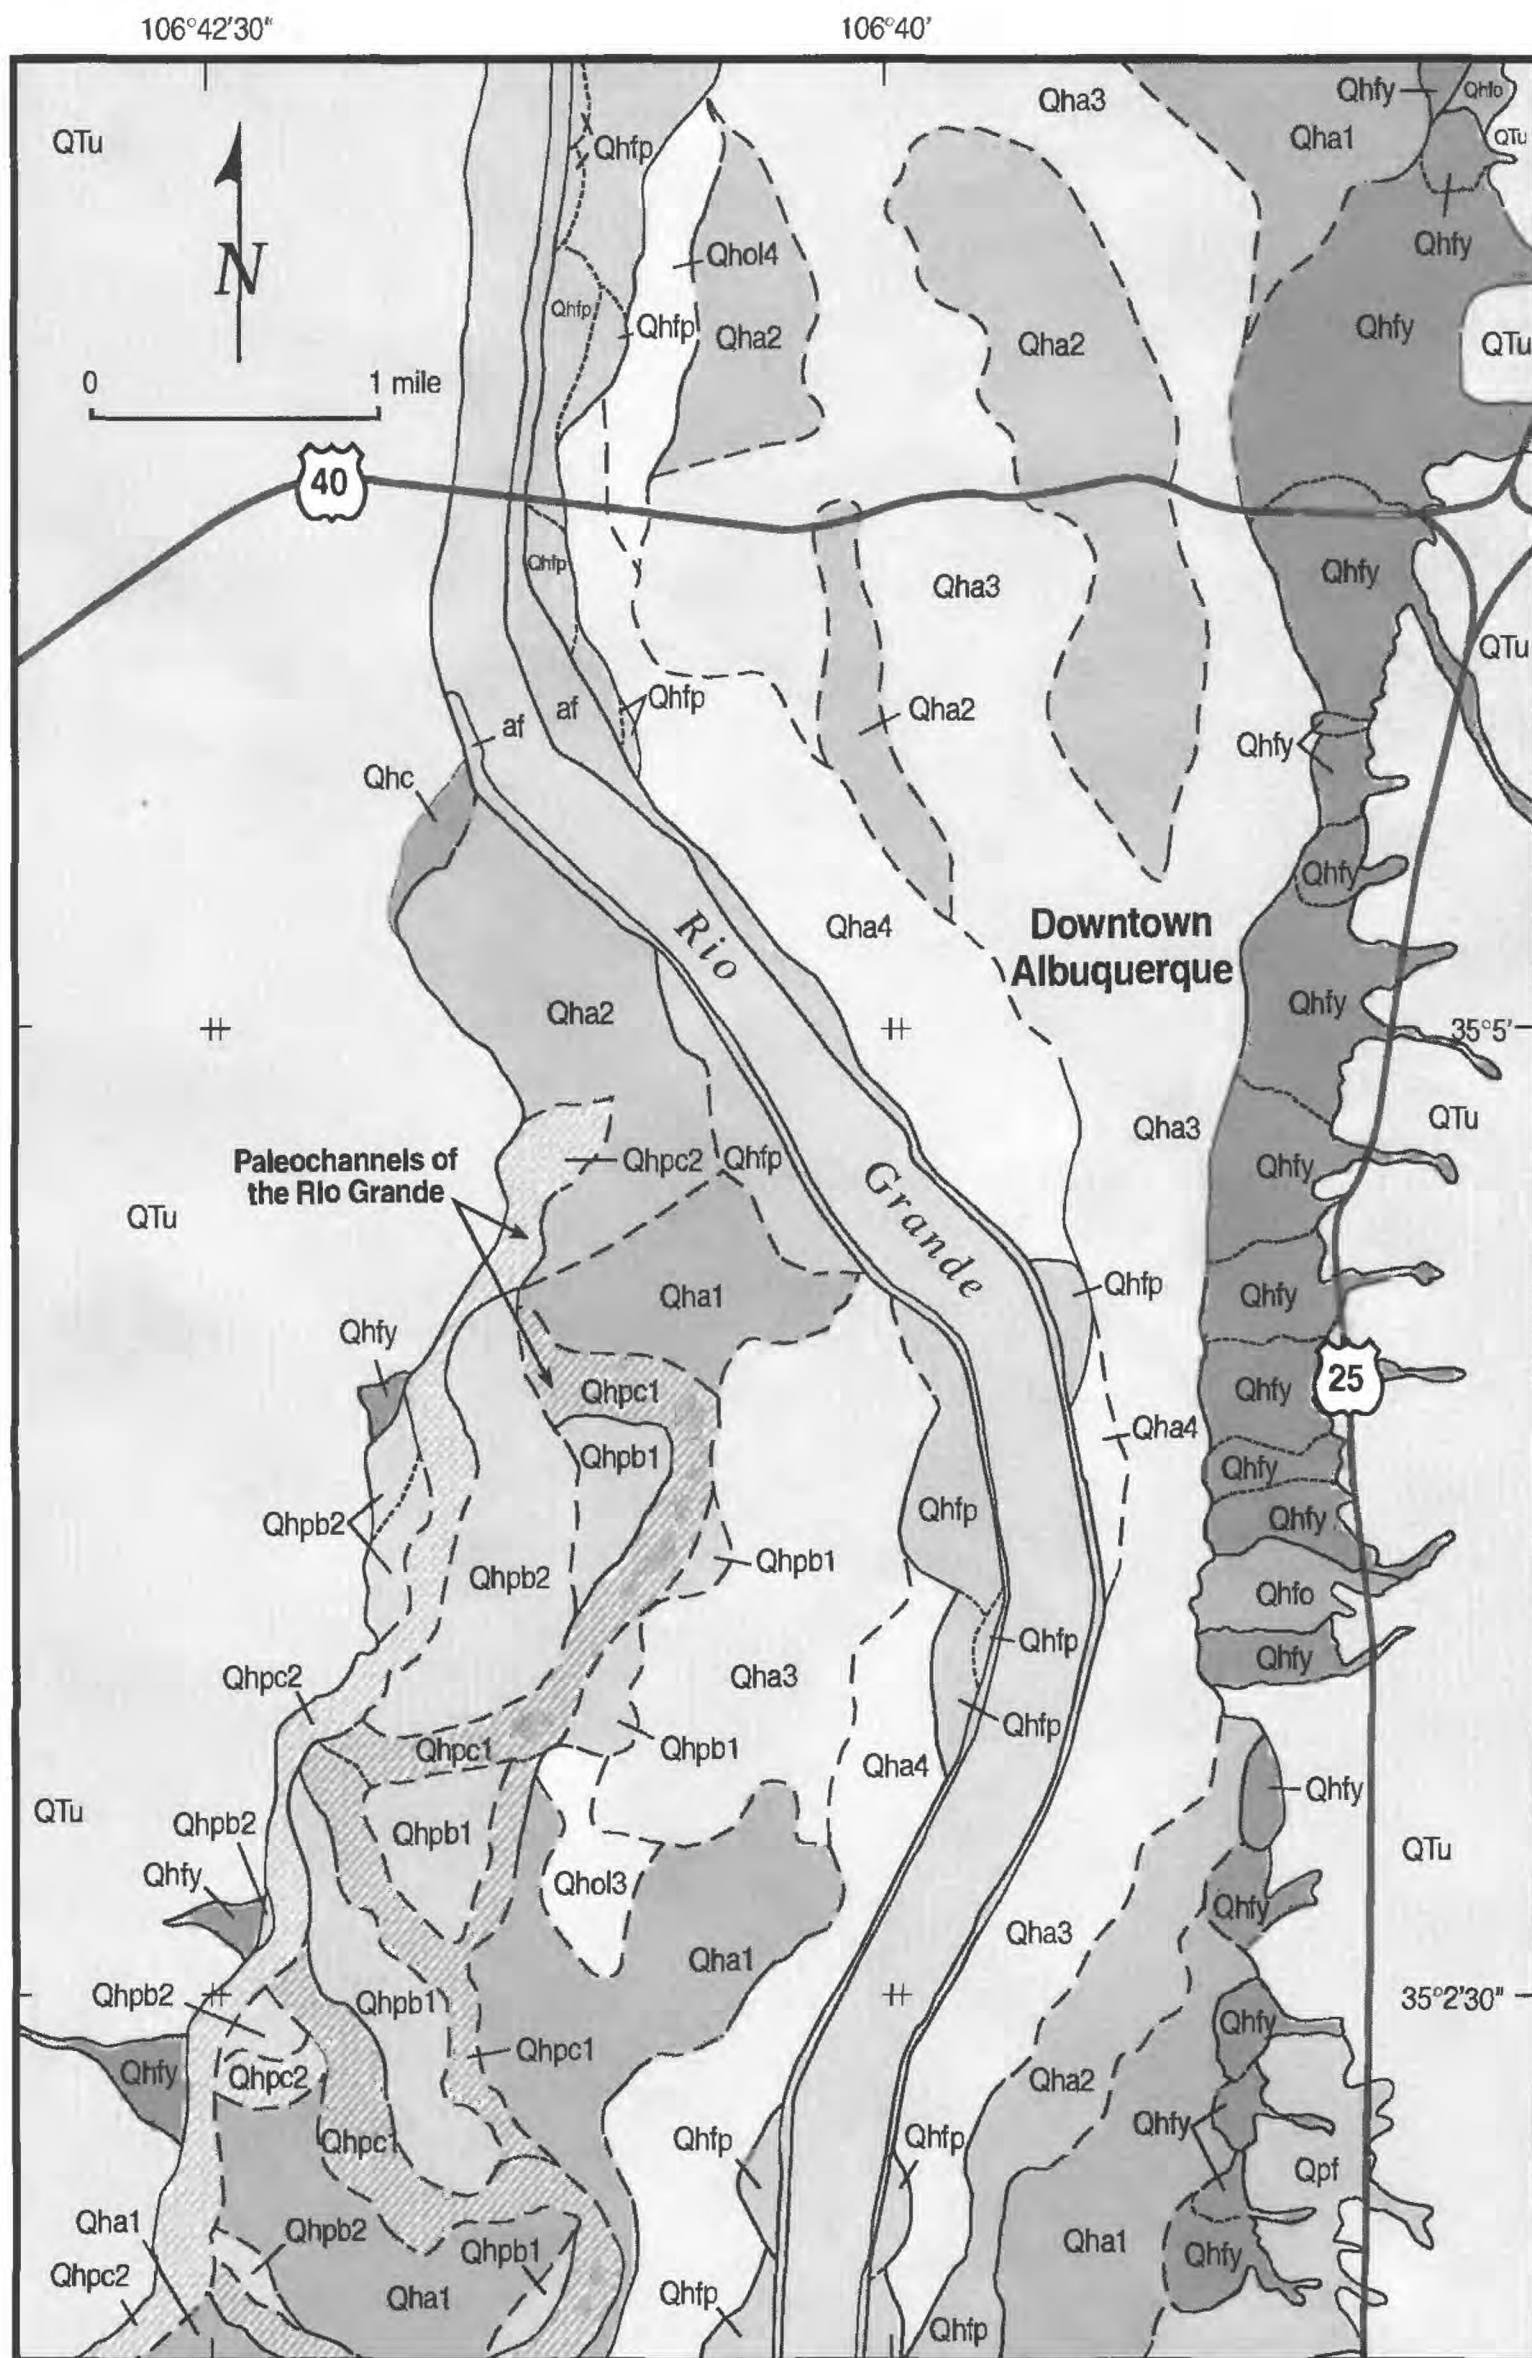 106°42'30"
106°40'
Qha3
Qhfy
Qhfo
Qha1
QTu
QTu
Qhfp
N
Qhol4
Qhfy
Qhfp
Qhfp
Qha2
Qha2
Qhfy
QTu
0
1 mile
40
Qhfp
Qha3
Qhfy
QTu
af
af
Qhfp
Qha2
Qhfy
Qhc
Qhfy
Rio
Qha4
Downtown
Albuquerque
Qha2
Qhfy
35°5'
QTu
Qha3
Paleochannels of
the Rio Grande
Qhpc2
Qhfp
Qhfy
QTu
Grande
Qha1
Qhfp
Qhfy
Qhfy
Qhpc1
Qhfy
25
Qha4
Qhpb1
Qhfy
Qhpb2
Qhfp
Qhfy
Qhpb2
Qhpb1
Qhfo
Qhfp
Qhfy
Qhpc2
Qha3
Qhfp
Qhpc1
Qhpb1
Qha4
Qhfy
QTu
Qhpb2
Qhpb1
QTu
Qhfy
Qhol3
Qhfy
Qha3
Qha1
Qhpb2
Qhpb1
35°2'30"
Qhfy
Qhpc1
Qhfy
Qhpc2
Qha2
Qhfy
Qhpc1
Qhfp
Qhfp
Qpf
Qha1
Qhpb2
Qhpb1
Qha1
Qhfy
Qhpc2
Qha1
Qhfp
Qhfp